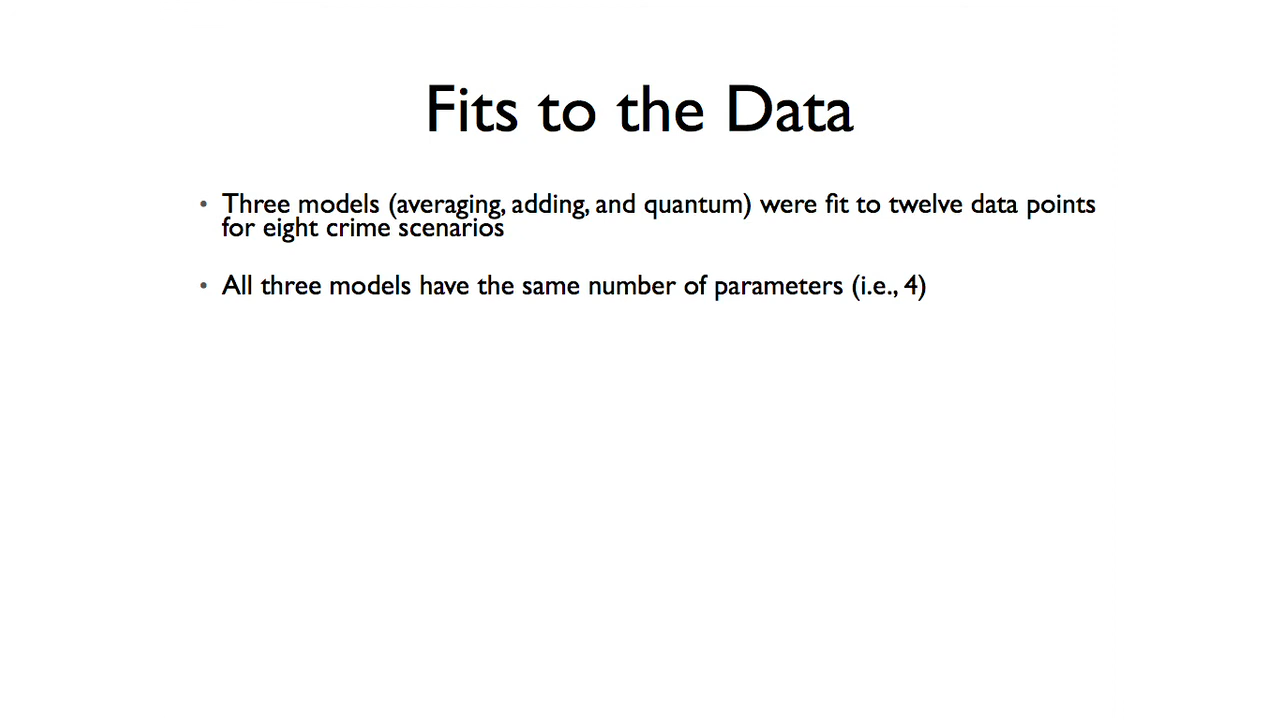 Fits to the Data
• Three models (averaging, adding, and quantum) were fit to twelve data points
for eight crime scenarios
• All three models have the same number of parameters (i.e., 4)